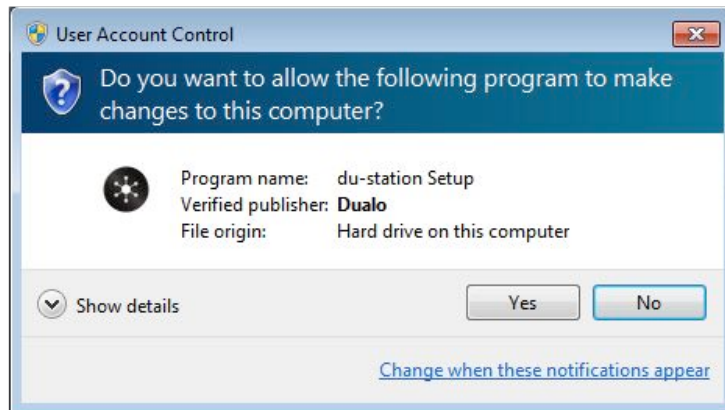 User Account Control
Do you want to allow the following program to make
changes to this computer?
Program name: du-station Setup
Verified publisher: Dualo
File origin: Hard drive on this computer
Show details
Yes
No
Change when these notifications appear